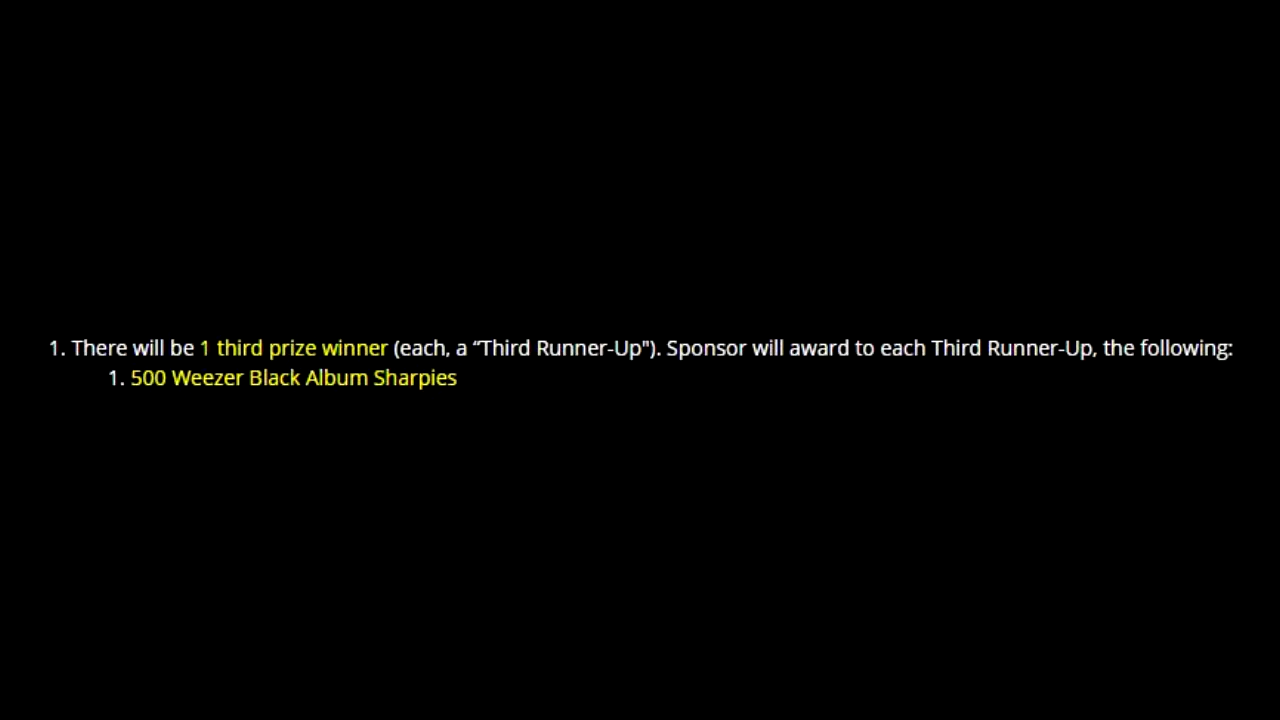 1. There will be 1 third prize winner (each, a “Third Runner-Up"). Sponsor will award to each Third Runner-Up, the following:
1. 500 Weezer Black Album Sharpies